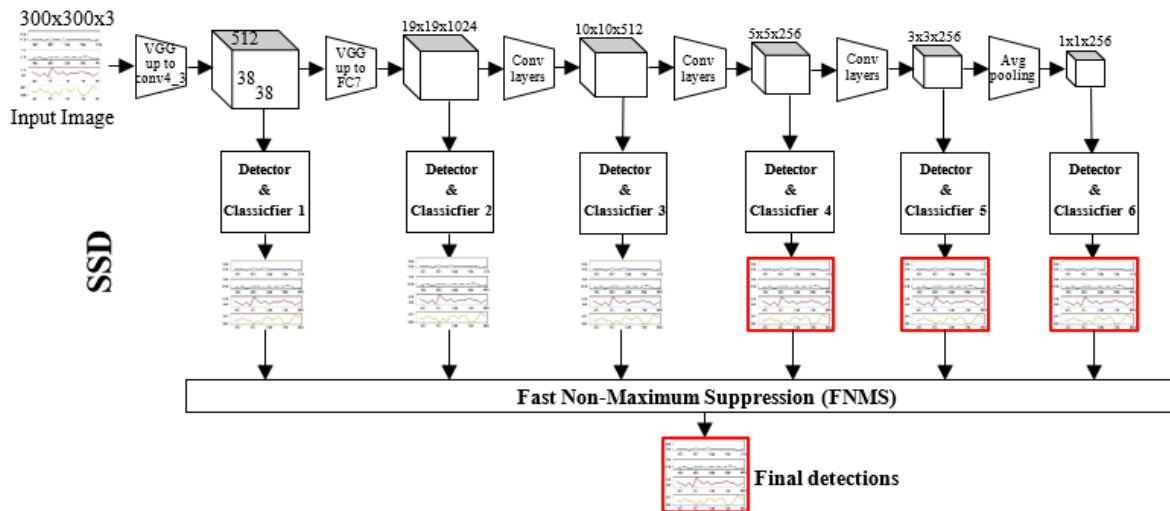 300x300x3
Input Image
VGG
up to
conv4_3
512
38
38
VGG
up to
FC7
19x19x1024
Conv
layers
10x10x512
Conv
layers
5x5x256
Conv
layers
3x3x256
Avg
pooling
1x1x256
SSD
Detector
&
Classicfier 1
Detector
&
Classicfier 2
Detector
&
Classicfier 3
Detector
&
Classicfier 4
Detector
&
Classicfier 5
Detector
&
Classicfier 6
Fast Non-Maximum Suppression (FNMS)
Final detections